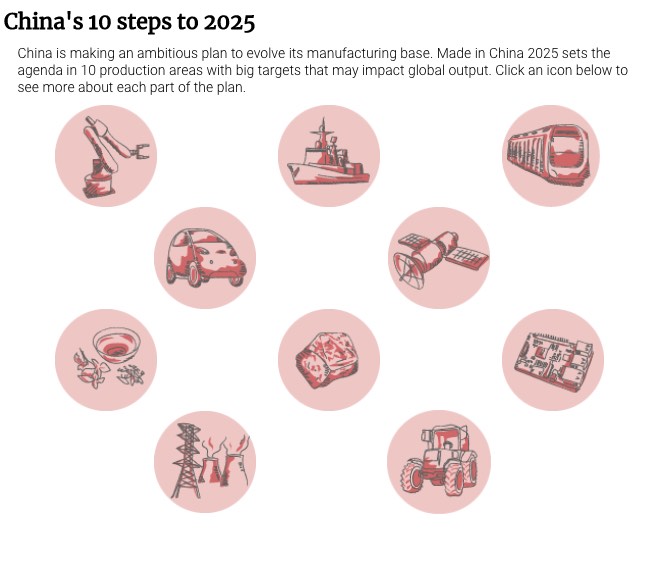 China's 10 steps to 2025
China is making an ambitious plan to evolve its manufacturing base. Made in China 2025 sets the
agenda in 10 production areas with big targets that may impact global output. Click an icon below to
see more about each part of the plan.